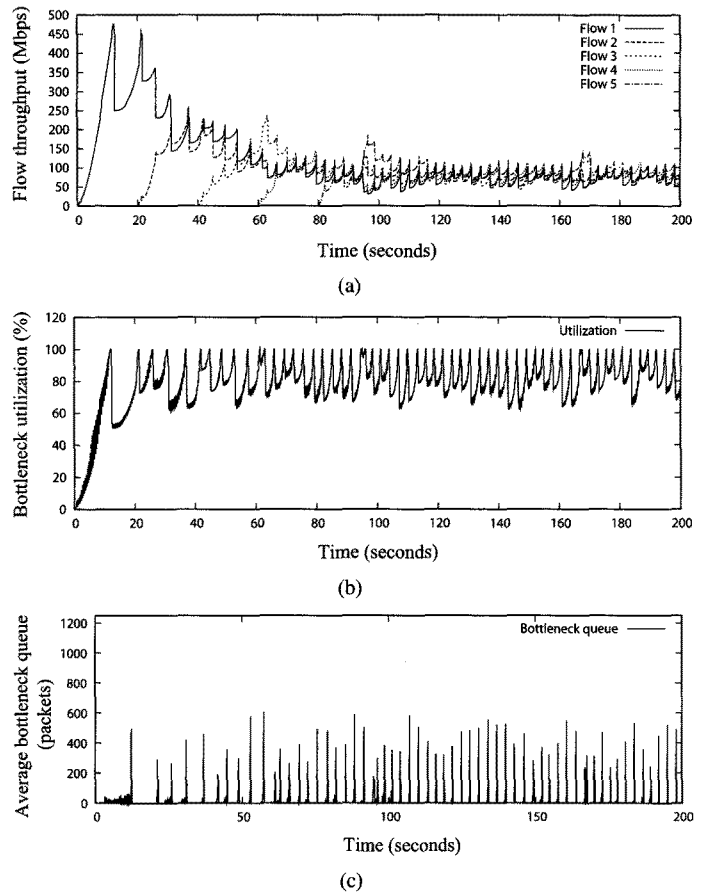 Flow throughput (Mbps)
500
450
400
350
300
250
200
150
100
50
0
Flow 1
Flow 2
Flow 3
Flow 4
Flow 5
0 20 40 60 80 100 120 140 160 180 200
Time (seconds)
(a)
Bottleneck utilization (%)
120
100
80
60
40
20
0
Utilization
0 20 40 60 80 100 120 140 160 180 200
Time (seconds)
(b)
Average bottleneck queue
(packets)
1200
1000
800
600
400
200
0
Bottleneck queue
0 50 100 150 200
Time (seconds)
(c)